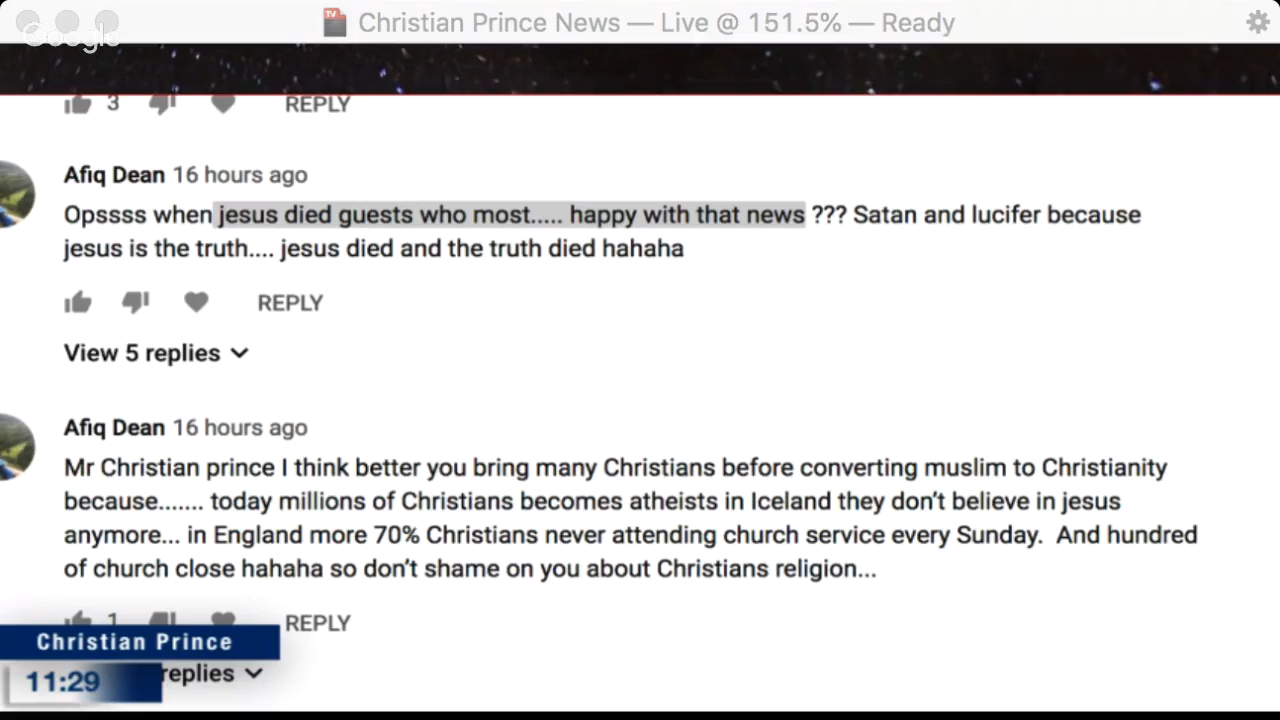 TV
Christian Prince News — Live @ 151.5% — Ready
Google
3
REPLY
Afiq Dean 16 hours ago
Opssss when jesus died guests who most..... happy with that news ??? Satan and lucifer because
jesus is the truth.... jesus died and the truth died hahaha
REPLY
View 5 replies
Afiq Dean 16 hours ago
Mr Christian prince I think better you bring many Christians before converting muslim to Christianity
because....... today millions of Christians becomes atheists in Iceland they don't believe in jesus
anymore... in England more 70% Christians never attending church service every Sunday. And hundred
of church close hahaha so don't shame on you about Christians religion...
1
REPLY
Christian Prince
replies
11:29